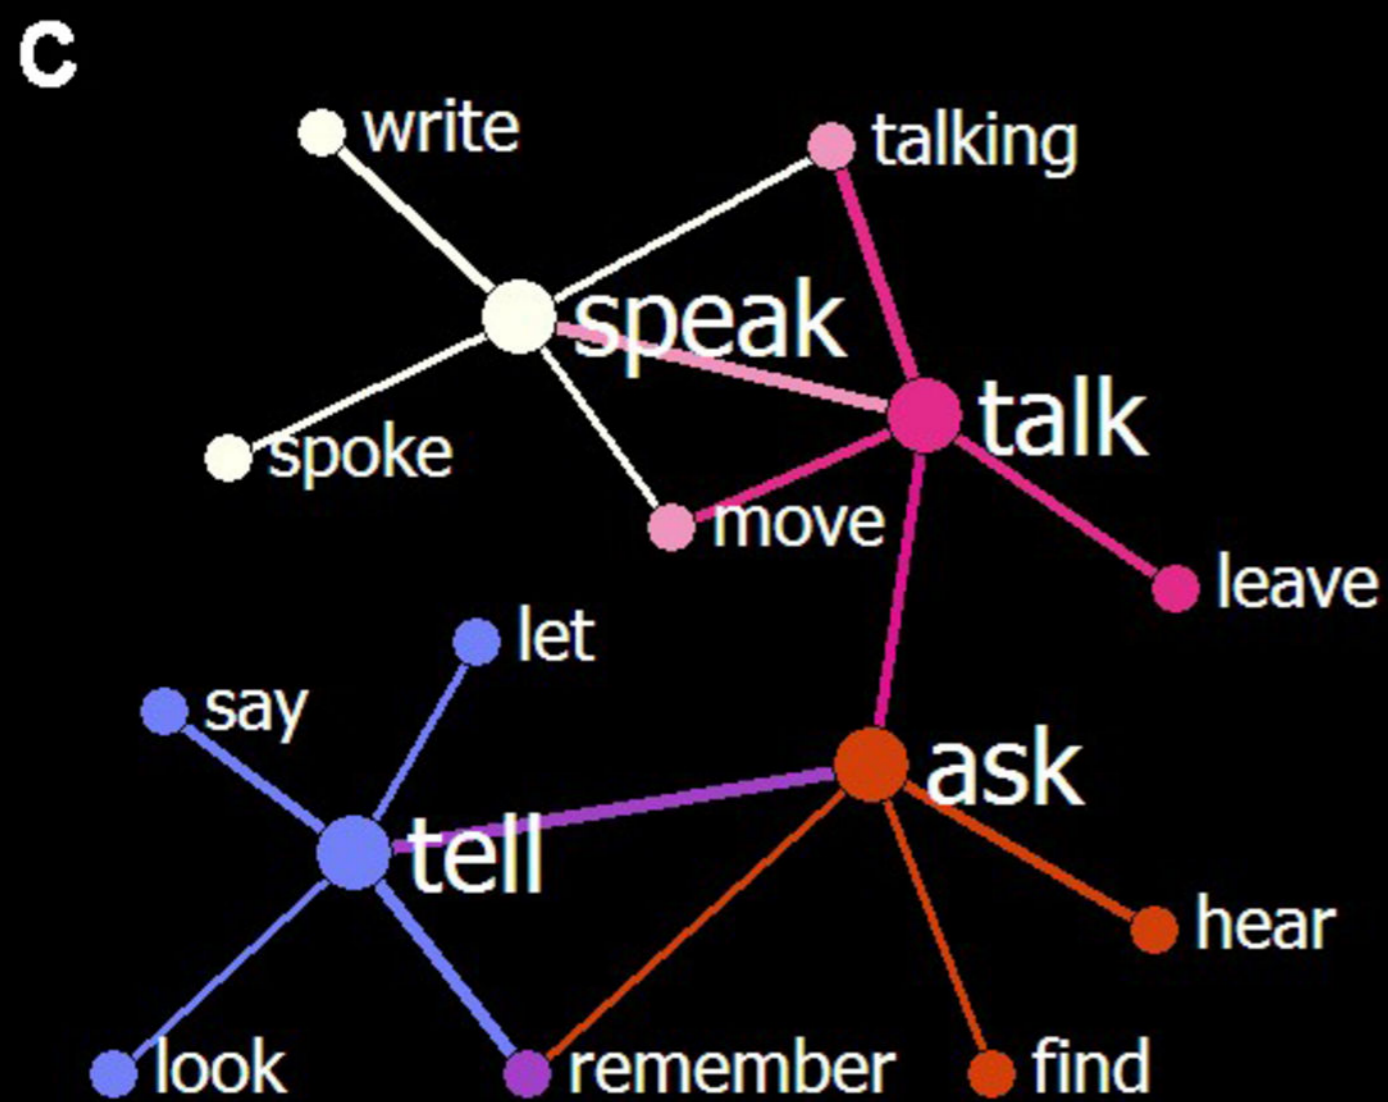 C
write
talking
speak
talk
spoke
move
leave
let
say
ask
tell
hear
look
remember
find